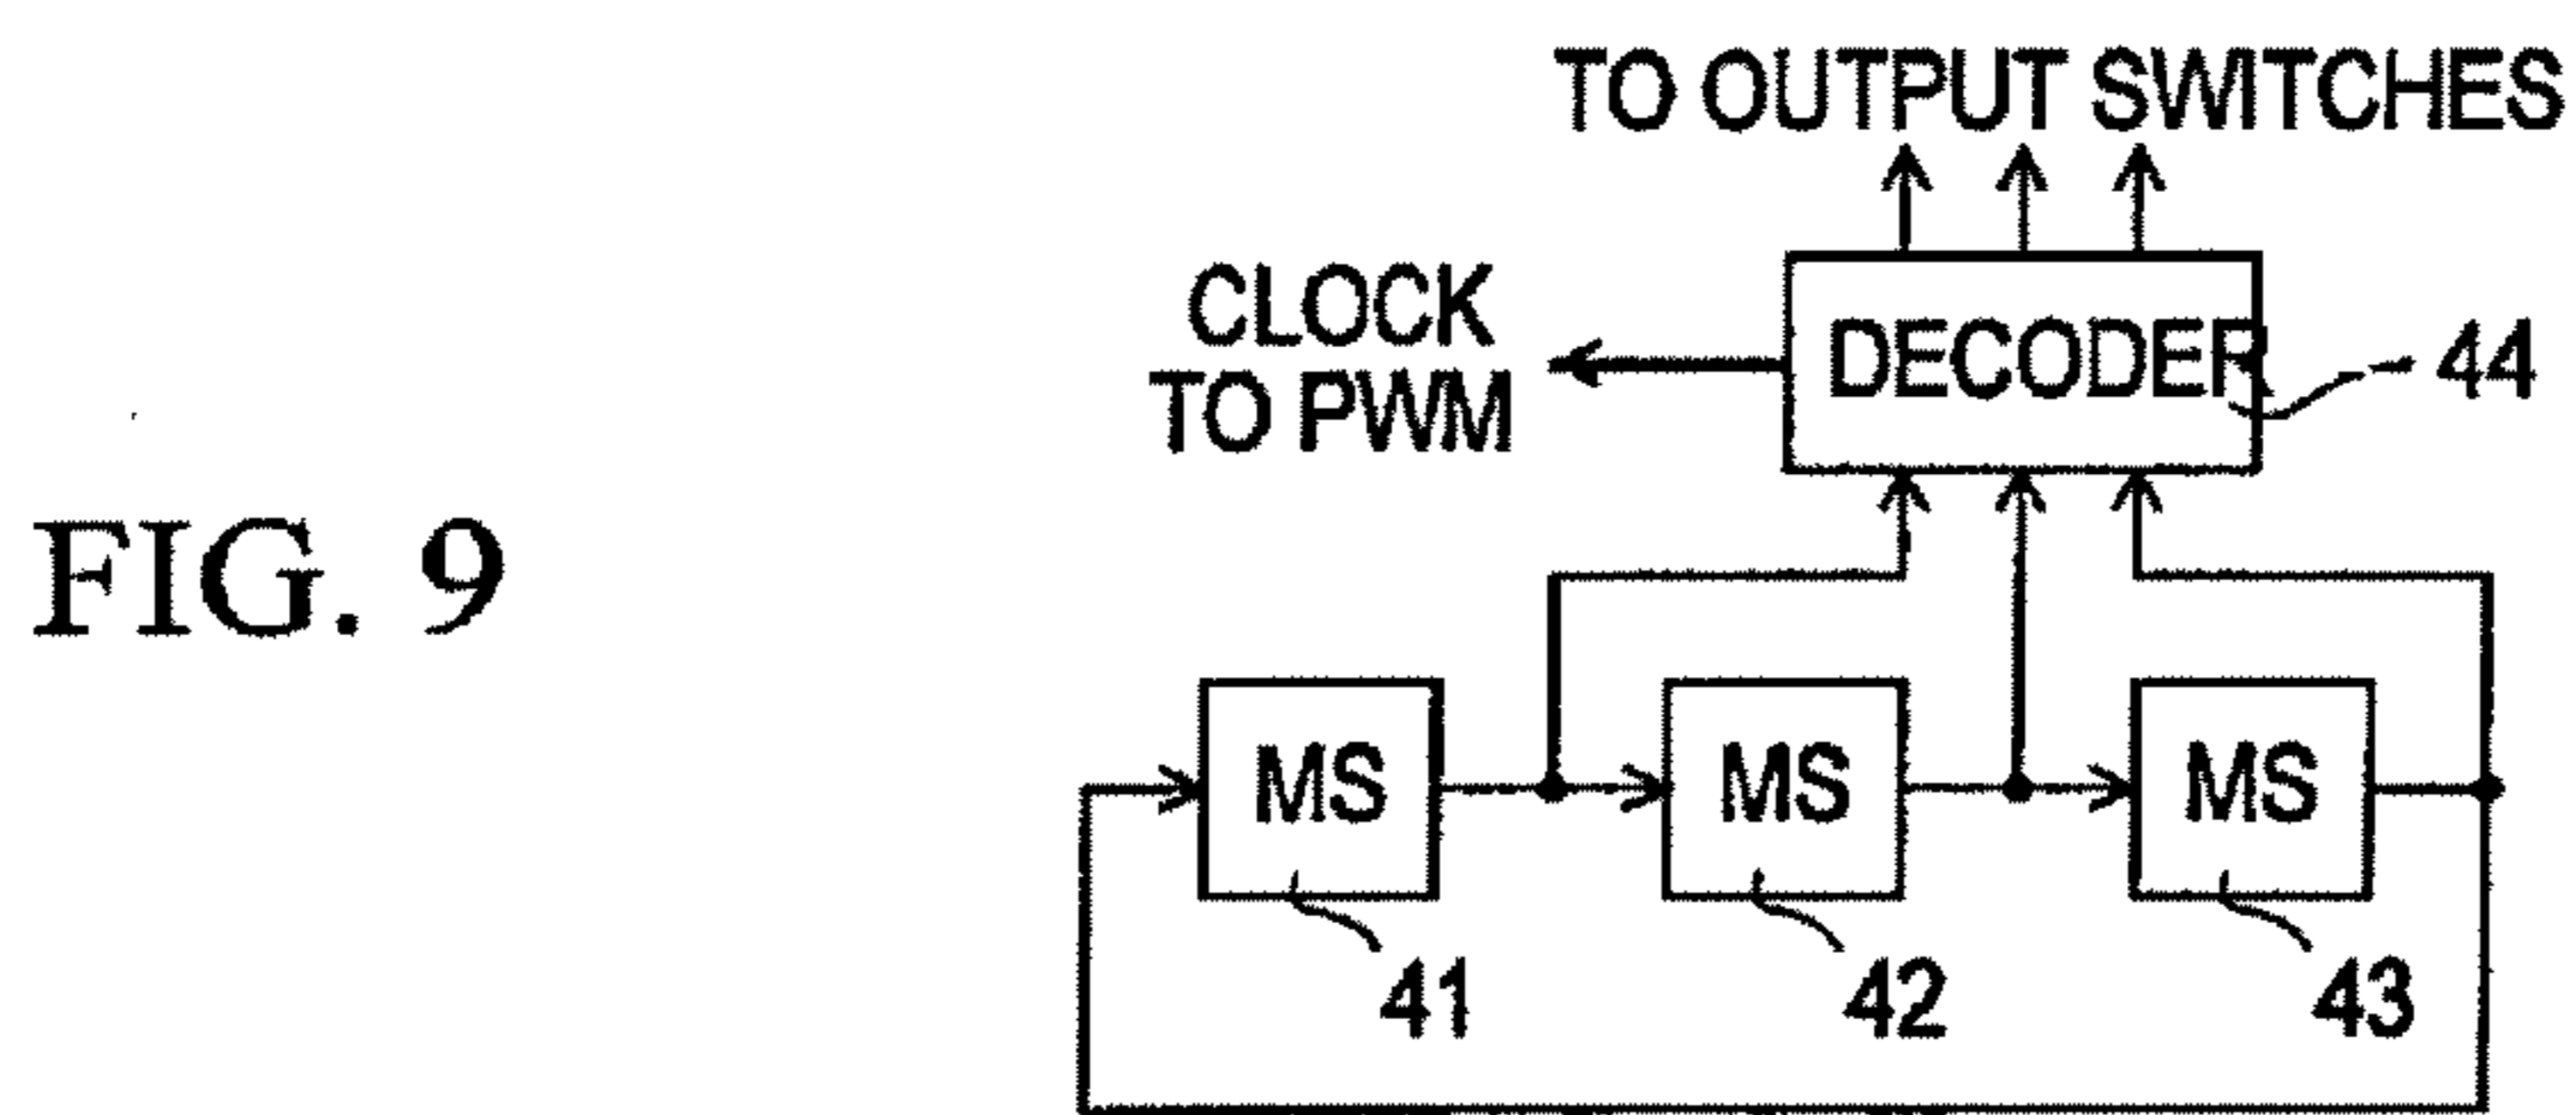 TO OUTPUT SWITCHES
CLOCK
TO PWM
DECODER
44
FIG. 9
MS
MS
MS
41
42
43